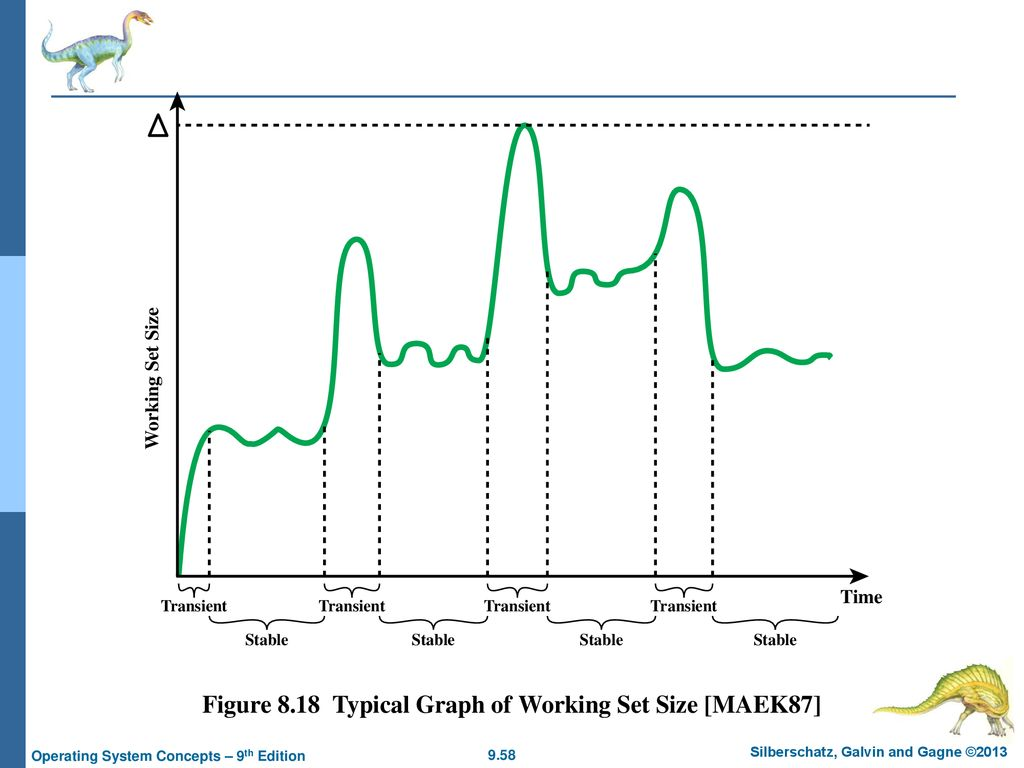 Δ
Working Set Size
Time
Transient Transient Transient Transient
Stable Stable Stable Stable
Figure 8.18 Typical Graph of Working Set Size [MAEK87]
Operating System Concepts – 9th Edition 9.58 Silberschatz, Galvin and Gagne ©2013